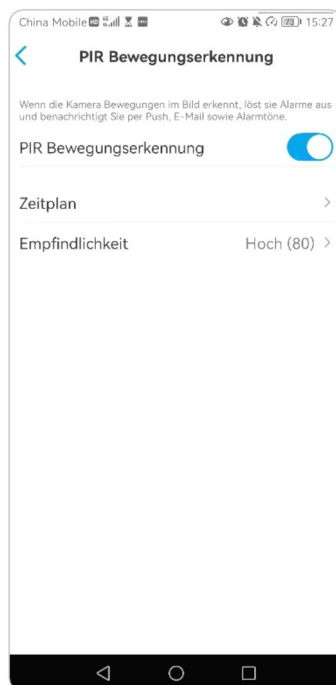 China Mobile 15:27
PIR Bewegungserkennung
Wenn die Kamera Bewegungen im Bild erkennt, löst sie Alarme aus
und benachrichtigt Sie per Push, E-Mail sowie Alarmtöne.
PIR Bewegungserkennung
Zeitplan
Empfindlichkeit Hoch (80)